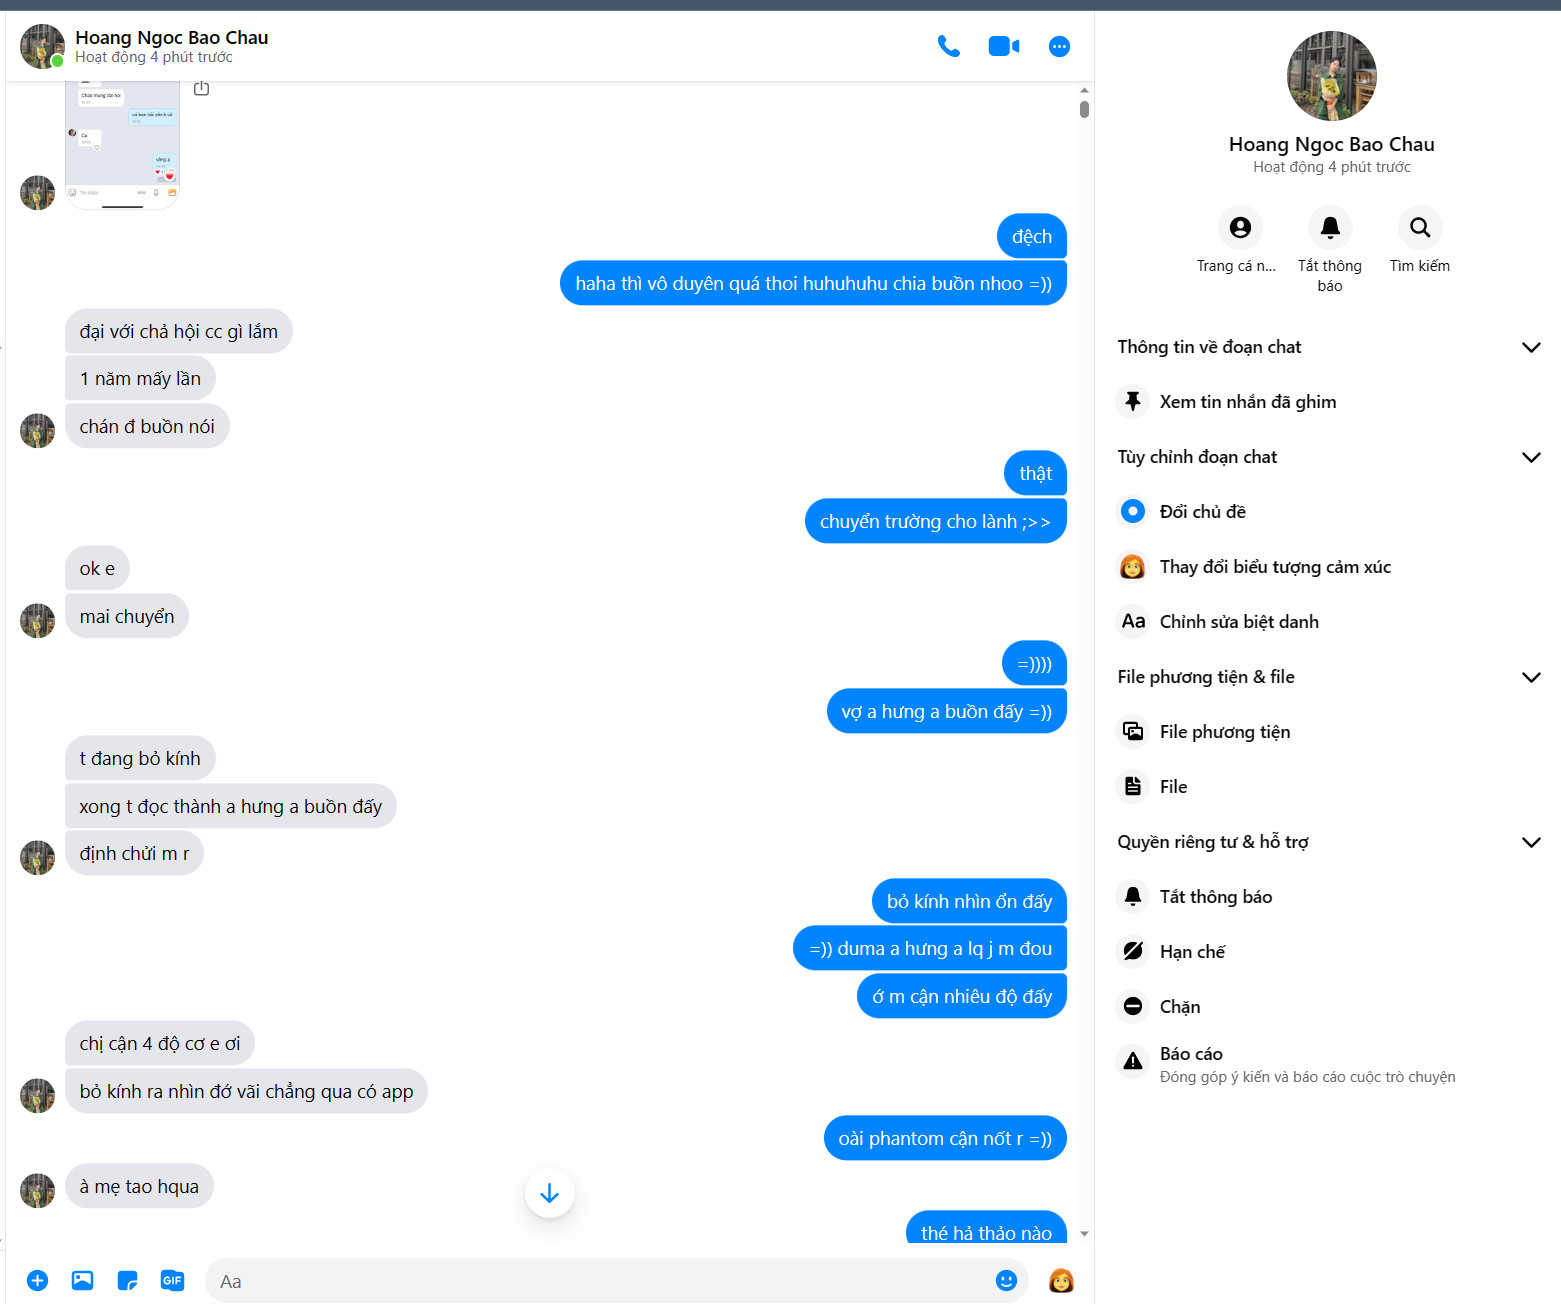 Hoang Ngoc Bao Chau
Hoạt động 4 phút trước
Chào mừng các hoi
Có
đệch
haha thì vô duyên quá thoi huhuhuhu chia buồn nhoo =))
đại với chả hội cc gì lắm
1 năm mấy lần
chán đ buồn nói
thật
chuyển trường cho lành ;>>
ok e
mai chuyển
=))))
vợ a hưng a buồn đấy =))
t đang bỏ kính
xong t đọc thành a hưng a buồn đấy
định chửi m r
bỏ kính nhìn ổn đấy
=)) duma a hưng a lq j m đou
ớ m cận nhiêu độ đấy
chị cận 4 độ cơ e ơi
bỏ kính ra nhìn đớ vãi chẳng qua có app
oài phantom cận nốt r =))
à mẹ tao hqua
thé hả thảo nào
GIF
Aa
Hoang Ngoc Bao Chau
Hoạt động 4 phút trước
Trang cá n...
Tắt thông báo
Tìm kiếm
Thông tin về đoạn chat
Xem tin nhắn đã ghim
Tùy chỉnh đoạn chat
Đổi chủ đề
Thay đổi biểu tượng cảm xúc
Aa Chỉnh sửa biệt danh
File phương tiện & file
File phương tiện
File
Quyền riêng tư & hỗ trợ
Tắt thông báo
Hạn chế
Chặn
Báo cáo
Đóng góp ý kiến và báo cáo cuộc trò chuyện